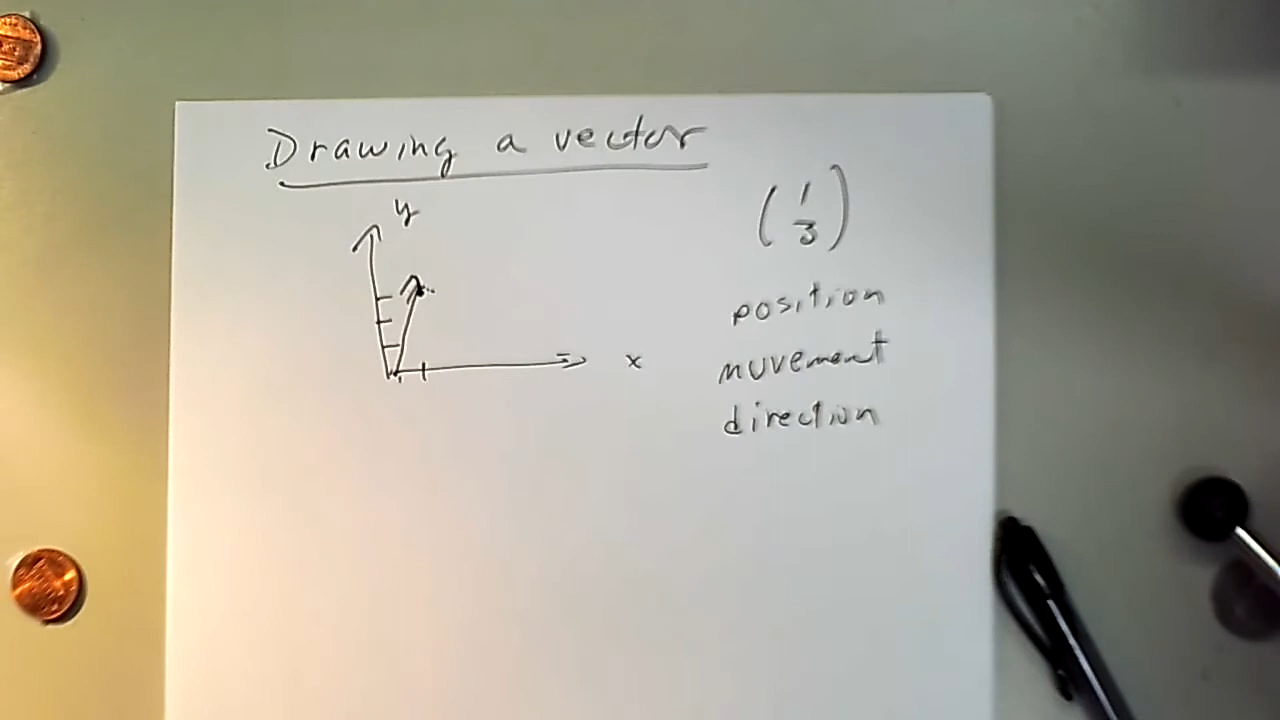 Drawing a vector
y
x
(1
3)
position
muvement
direction